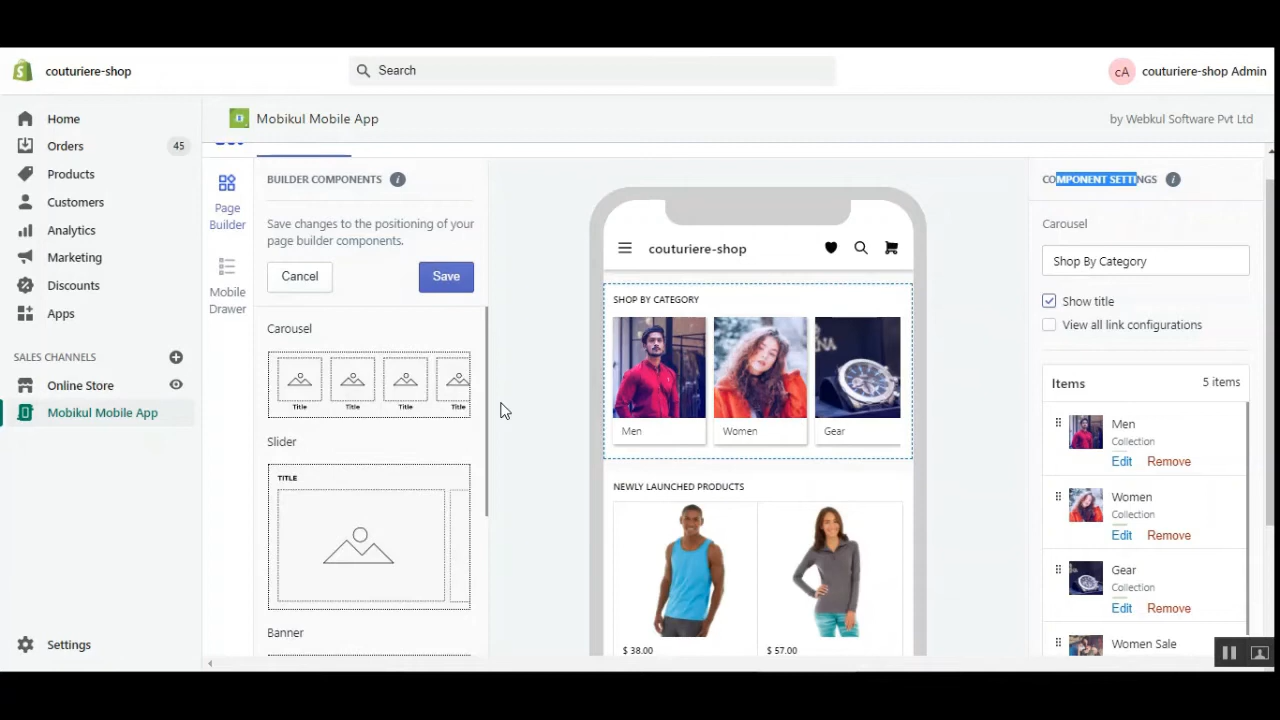 couturiere-shop
Search
cA
couturiere-shop Admin
Home
Orders
45
Products
Customers
Analytics
Marketing
Discounts
Apps
SALES CHANNELS
Online Store
Mobikul Mobile App
Settings
Mobikul Mobile App
by Webkul Software Pvt Ltd
Page
Builder
Mobile
Drawer
BUILDER COMPONENTS
Save changes to the positioning of your
page builder components.
Cancel
Save
Carousel
Title
Title
Title
Title
Slider
TITLE
Banner
couturiere-shop
SHOP BY CATEGORY
Men
Women
Gear
NEWLY LAUNCHED PRODUCTS
$ 38.00
$ 57.00
COMPONENT SETTINGS
Carousel
Shop By Category
Show title
View all link configurations
Items
5 items
Men
Collection
Edit
Remove
Women
Collection
Edit
Remove
Gear
Collection
Edit
Remove
Women Sale